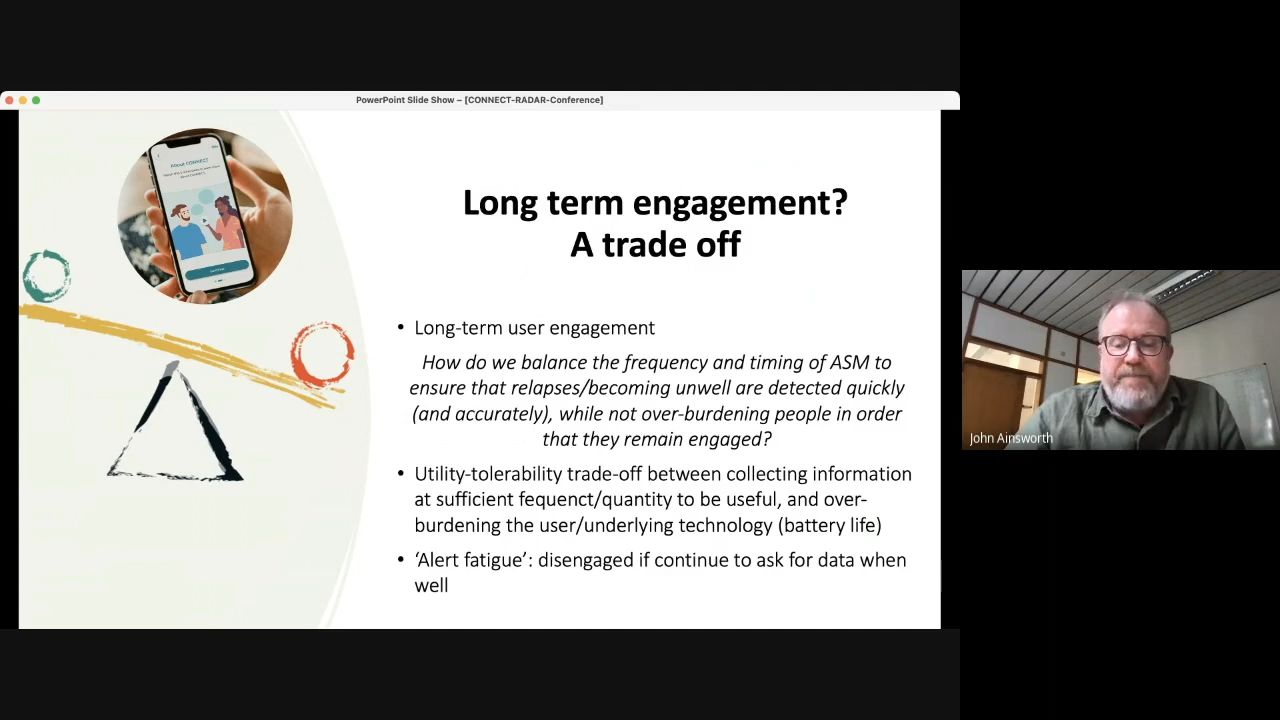 PowerPoint Slide Show – [CONNECT-RADAR-Conference]
About CONNECT
Long term engagement?
A trade off
• Long-term user engagement
How do we balance the frequency and timing of ASM to
ensure that relapses/becoming unwell are detected quickly
(and accurately), while not over-burdening people in order
that they remain engaged?
• Utility-tolerability trade-off between collecting information
at sufficient fequenct/quantity to be useful, and over-
burdening the user/underlying technology (battery life)
• ‘Alert fatigue’: disengaged if continue to ask for data when
well
John Ainsworth